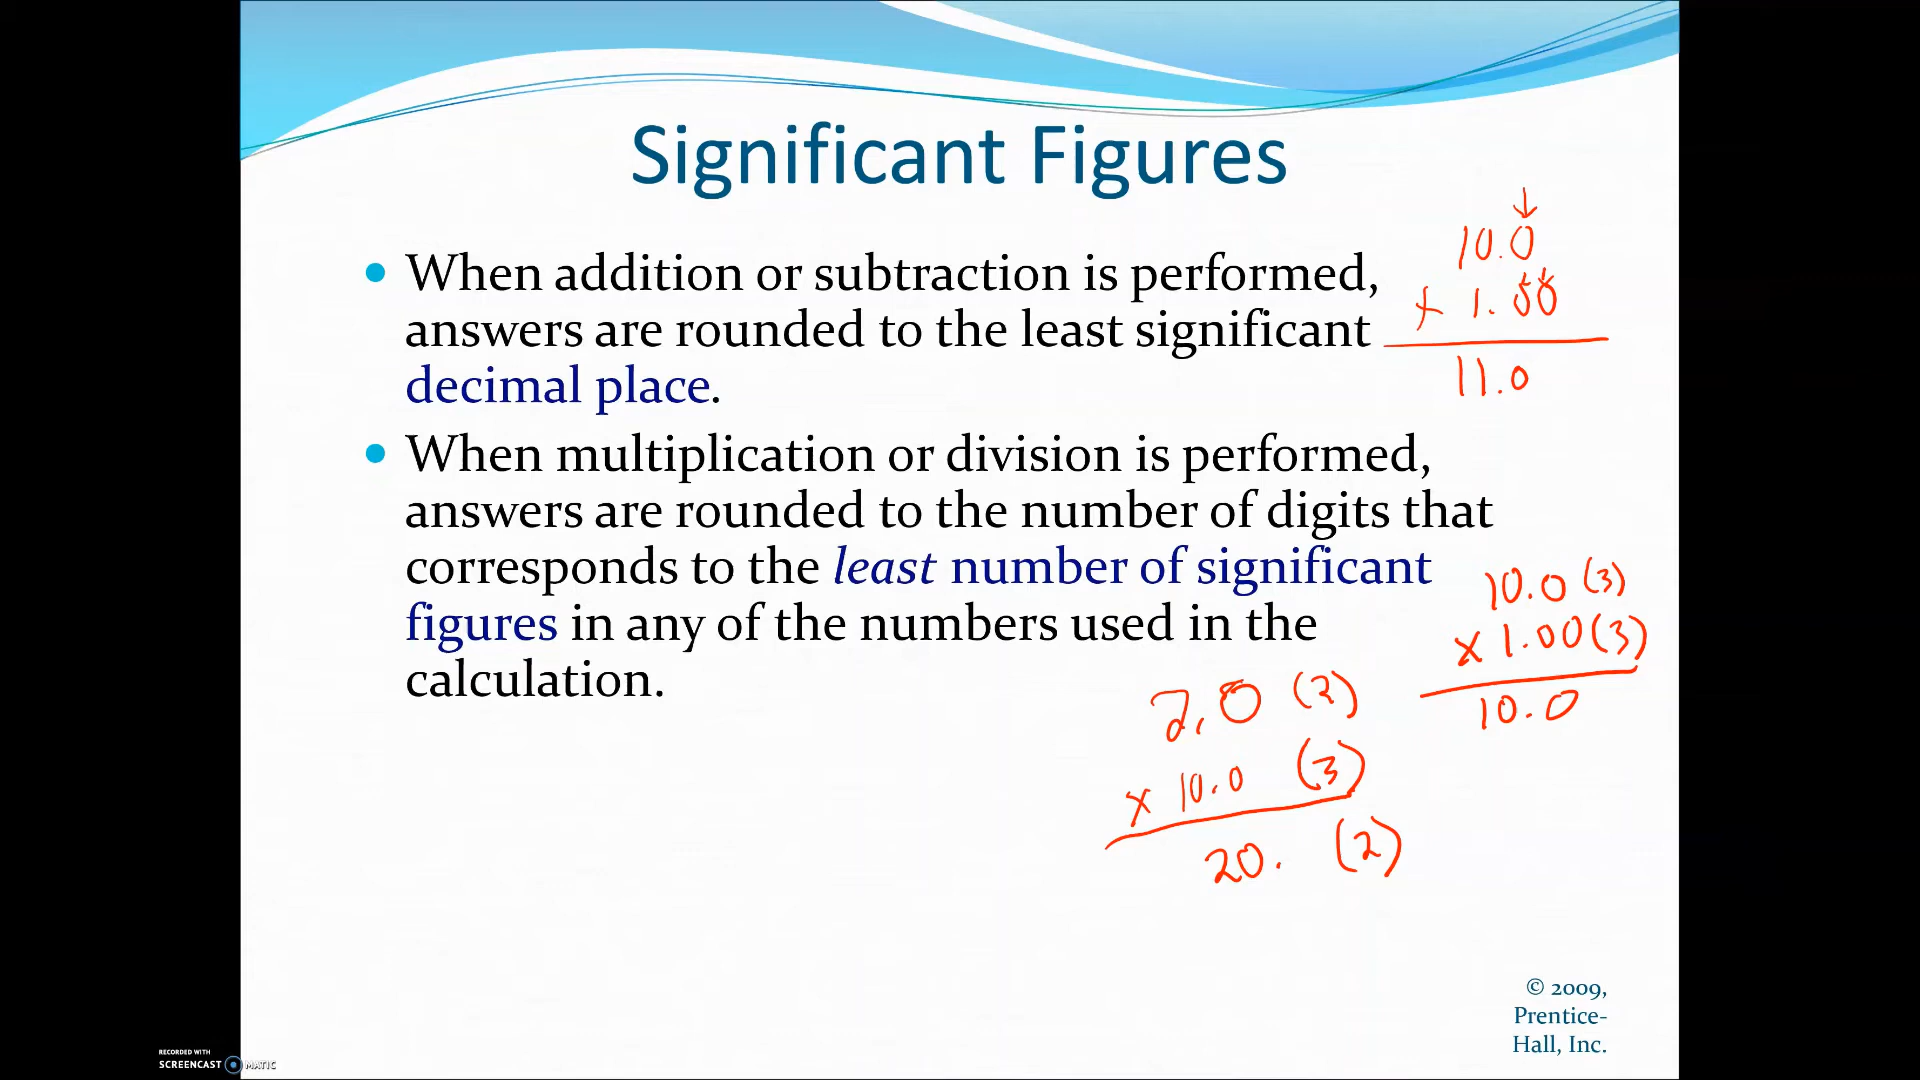 Significant Figures
• When addition or subtraction is performed,
answers are rounded to the least significant
decimal place.
↓
10.0
+ 1.00
11.0
• When multiplication or division is performed,
answers are rounded to the number of digits that
corresponds to the least number of significant
figures in any of the numbers used in the
calculation.
10.0 (3)
x 1.00 (3)
10.0
2.0 (2)
x 10.0 (3)
20. (2)
© 2009,
Prentice-
Hall, Inc.
RECORDED WITH
SCREENCAST MATIC